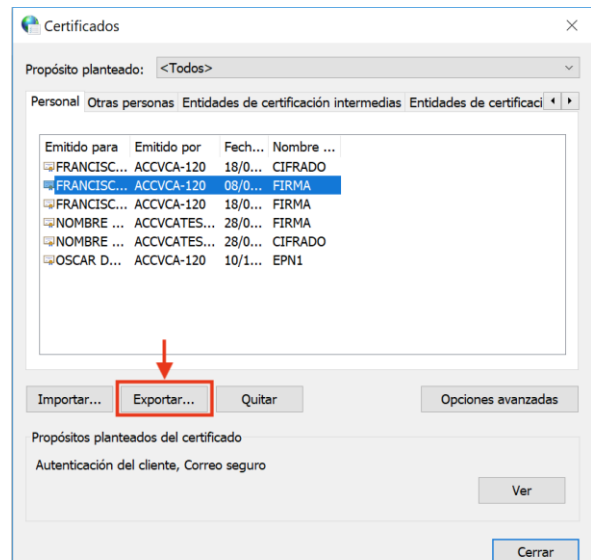 Certificados
Propósito planteado: <Todos>
Personal Otras personas Entidades de certificación intermedias Entidades de certificaci
Emitido para Emitido por Fech... Nombre ...
FRANCISC... ACCVCA-120 18/0... CIFRADO
FRANCISC... ACCVCA-120 08/0... FIRMA
FRANCISC... ACCVCA-120 18/0... FIRMA
NOMBRE ... ACCVCATES... 28/0... FIRMA
NOMBRE ... ACCVCATES... 28/0... CIFRADO
OSCAR D... ACCVCA-120 10/1... EPN1
Importar... Exportar... Quitar Opciones avanzadas
Propósitos planteados del certificado
Autenticación del cliente, Correo seguro
Ver
Cerrar